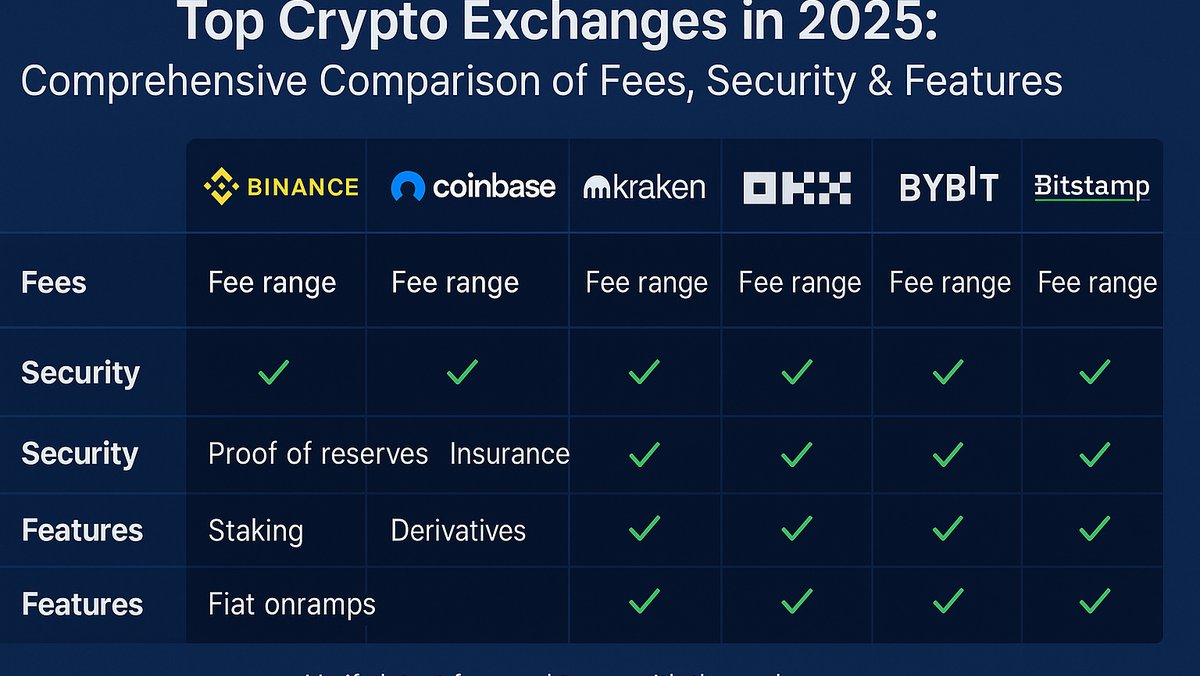 Top Crypto Exchanges in 2025:
Comprehensive Comparison of Fees, Security & Features
BINANCE coinbase kraken OKX BYBIT Bitstamp
Fees Fee range Fee range Fee range Fee range Fee range Fee range
Security
Security Proof of reserves Insurance
Features Staking Derivatives
Features Fiat onramps